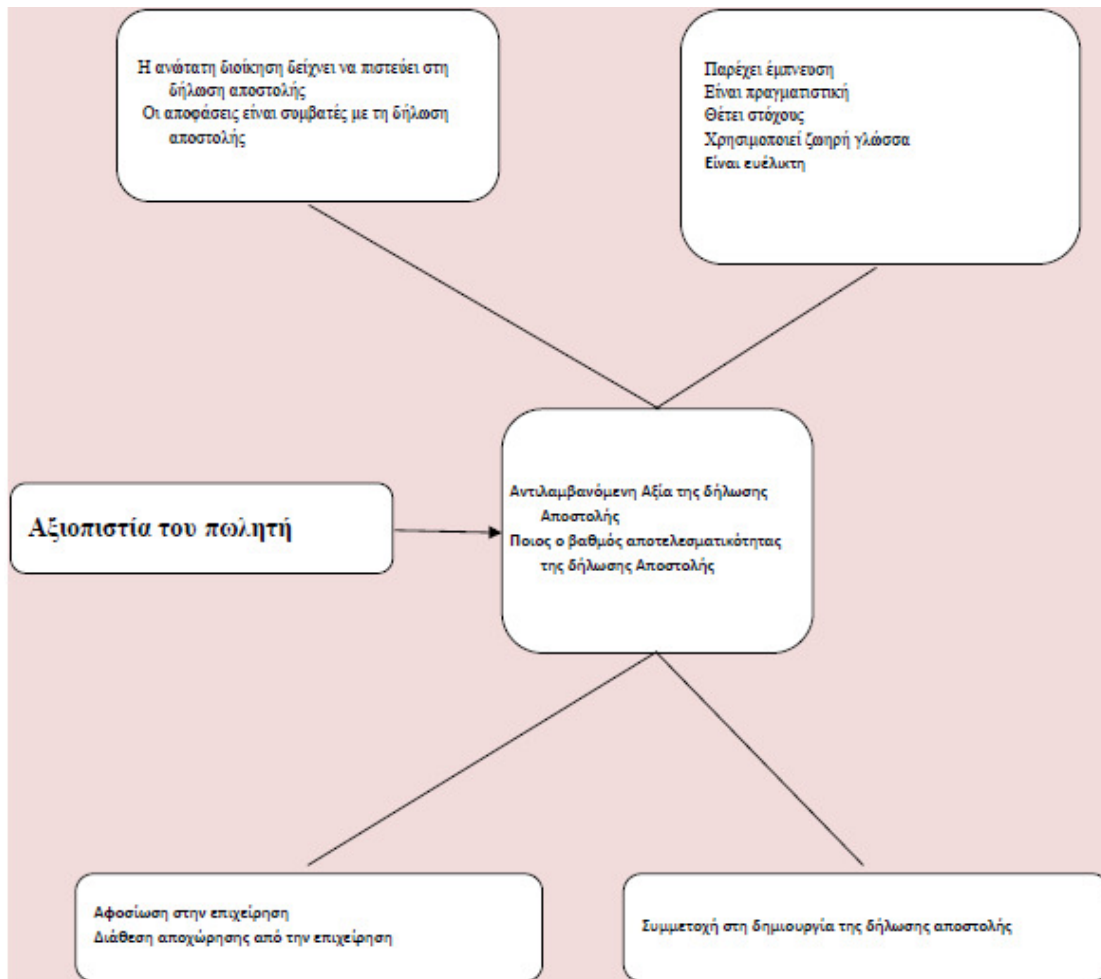 Η ανώτατη διοίκηση δείχνει να πιστεύει στη
δήλωση αποστολής
Οι αποφάσεις είναι συμβατές με τη δήλωση
αποστολής
Παρέχει έμπνευση
Είναι πραγματιστική
Θέτει στόχους
Χρησιμοποιεί ζωηρή γλώσσα
Είναι ευέλικτη
Αξιοπιστία του πωλητή
Αντιλαμβανόμενη Αξία της δήλωσης
Αποστολής
Ποιος ο βαθμός αποτελεσματικότητας
της δήλωσης Αποστολής
Αφοσίωση στην επιχείρηση
Διάθεση αποχώρησης από την επιχείρηση
Συμμετοχή στη δημιουργία της δήλωσης αποστολής